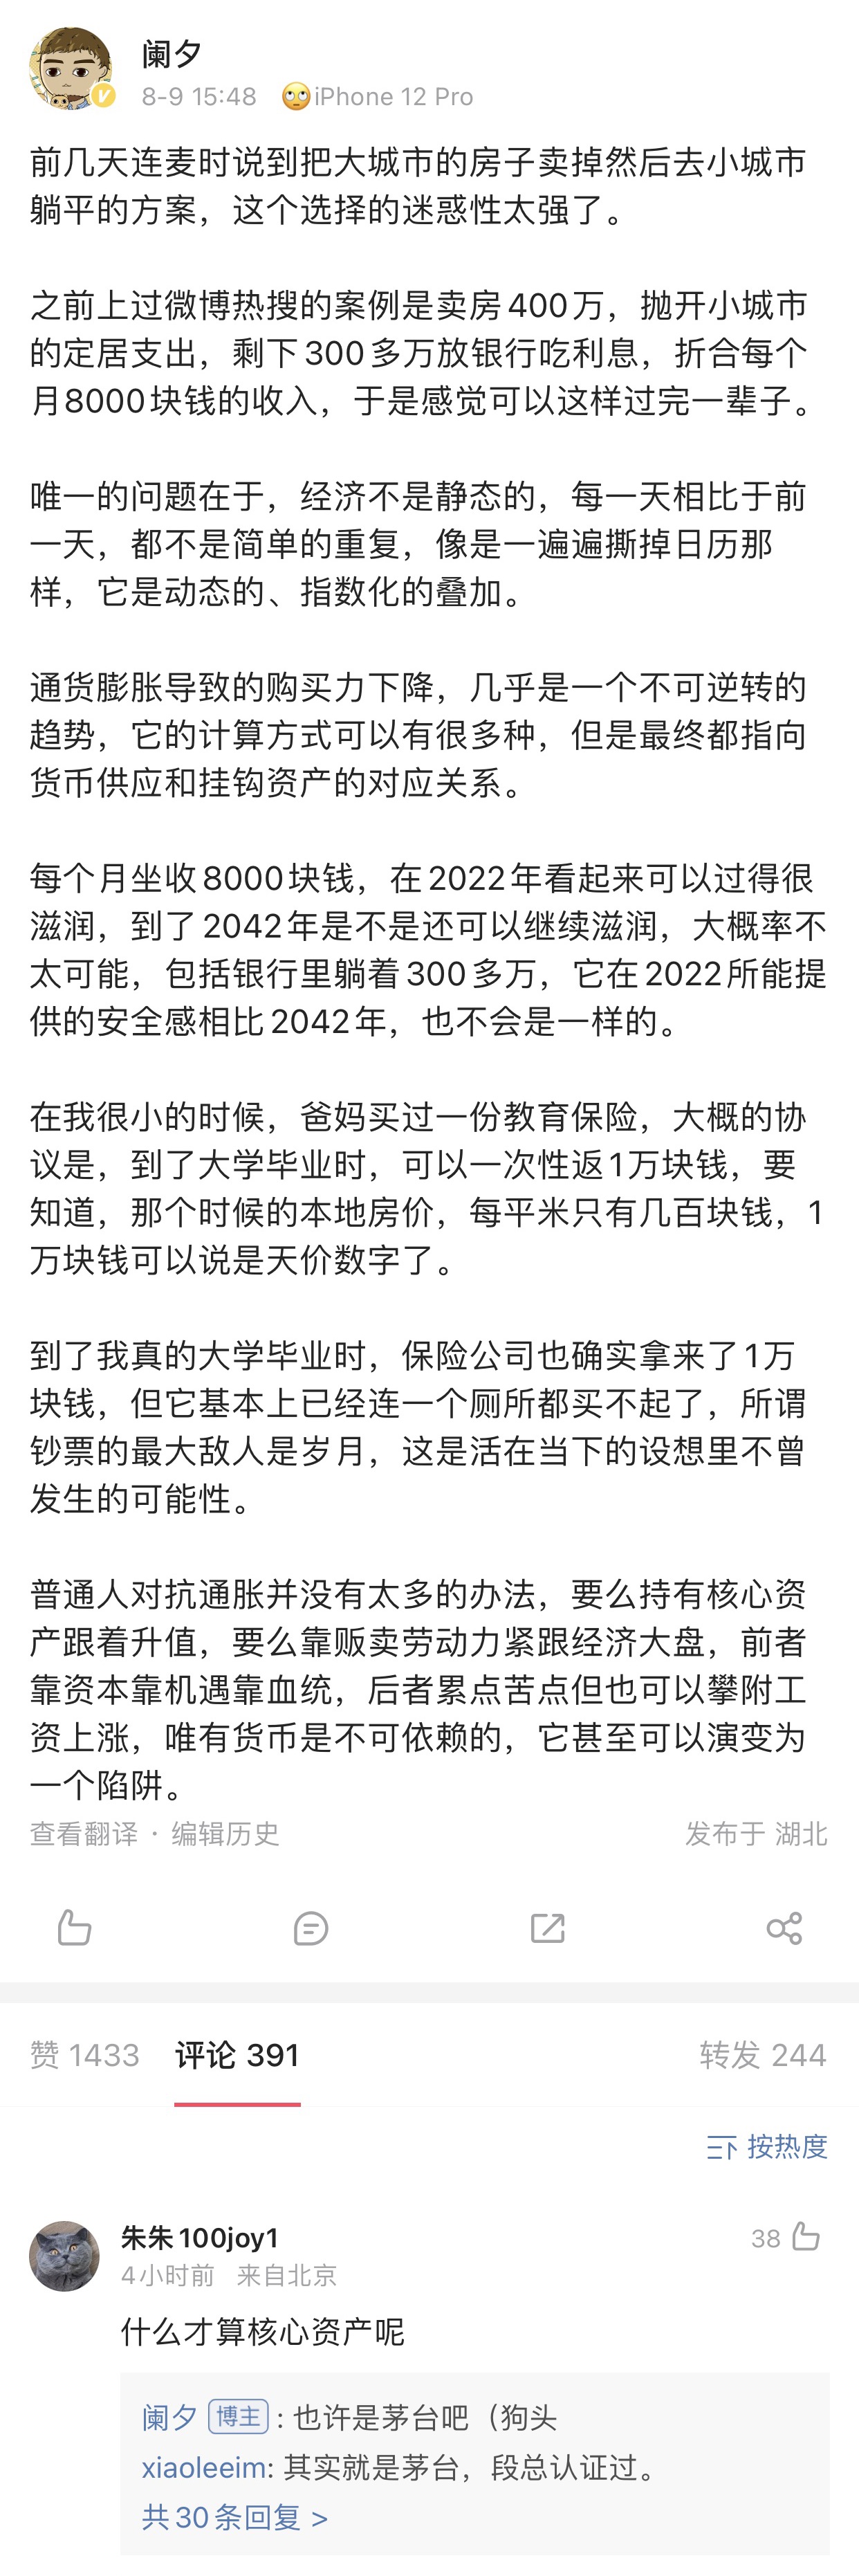 阑夕
8-9 15:48 🙄iPhone 12 Pro
前几天连麦时说到把大城市的房子卖掉然后去小城市
躺平的方案，这个选择的迷惑性太强了。
之前上过微博热搜的案例是卖房400万，抛开小城市
的定居支出，剩下300多万放银行吃利息，折合每个
月8000块钱的收入，于是感觉可以这样过完一辈子。
唯一的问题在于，经济不是静态的，每一天相比于前
一天，都不是简单的重复，像是一遍遍撕掉日历那
样，它是动态的、指数化的叠加。
通货膨胀导致的购买力下降，几乎是一个不可逆转的
趋势，它的计算方式可以有很多种，但是最终都指向
货币供应和挂钩资产的对应关系。
每个月坐收8000块钱，在2022年看起来可以过得很
滋润，到了2042年是不是还可以继续滋润，大概率不
太可能，包括银行里躺着300多万，它在2022所能提
供的安全感相比2042年，也不会是一样的。
在我很小的时候，爸妈买过一份教育保险，大概的协
议是，到了大学毕业时，可以一次性返1万块钱，要
知道，那个时候的本地房价，每平米只有几百块钱，1
万块钱可以说是天价数字了。
到了我真的大学毕业时，保险公司也确实拿来了1万
块钱，但它基本上已经连一个厕所都买不起了，所谓
钞票的最大敌人是岁月，这是活在当下的设想里不曾
发生的可能性。
普通人对抗通胀并没有太多的办法，要么持有核心资
产跟着升值，要么靠贩卖劳动力紧跟经济大盘，前者
靠资本靠机遇靠血统，后者累点苦点但也可以攀附工
资上涨，唯有货币是不可依赖的，它甚至可以演变为
一个陷阱。
查看翻译 · 编辑历史 发布于 湖北
赞 1433 评论 391 转发 244
按热度
朱朱100joy1 38
4小时前 来自北京
什么才算核心资产呢
阑夕 博主 : 也许是茅台吧（狗头
xiaoleeim: 其实就是茅台，段总认证过。
共30条回复 >